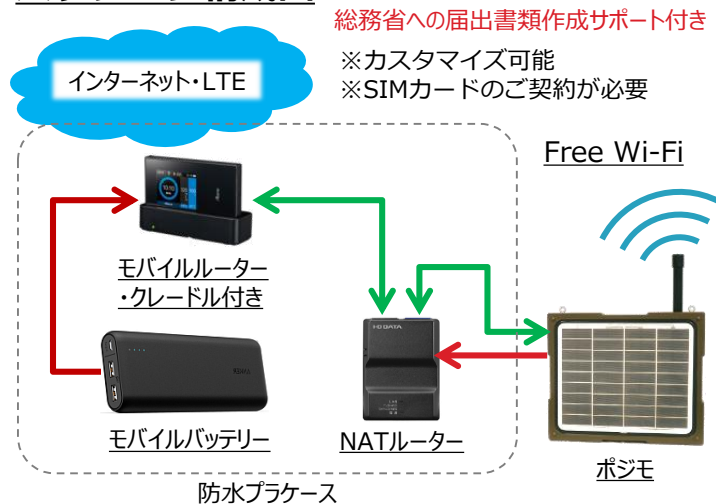 総務省への届出書類作成サポート付き
※カスタマイズ可能
※SIMカードのご契約が必要
インターネット・LTE
Free Wi-Fi
モバイルルーター
・クレードル付き
I-O DATA
モバイルバッテリー
NATルーター
ポジモ
防水プラケース